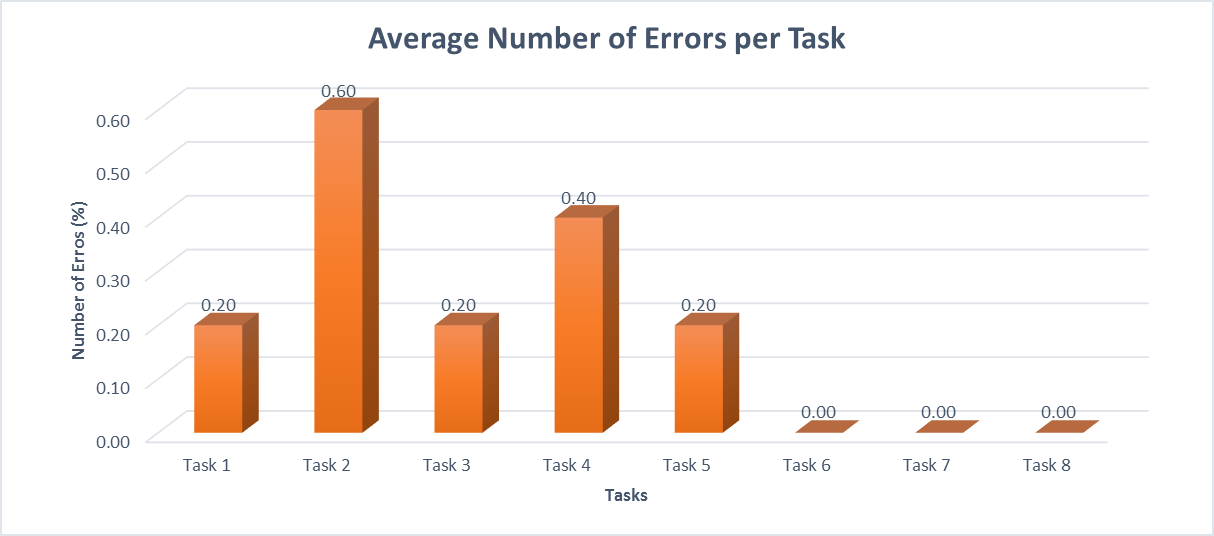 Average Number of Errors per Task
Number of Erros (%)
0.60
0.50
0.40
0.30
0.20
0.10
0.00
0.20
0.60
0.20
0.40
0.20
0.00
0.00
0.00
Task 1
Task 2
Task 3
Task 4
Task 5
Task 6
Task 7
Task 8
Tasks